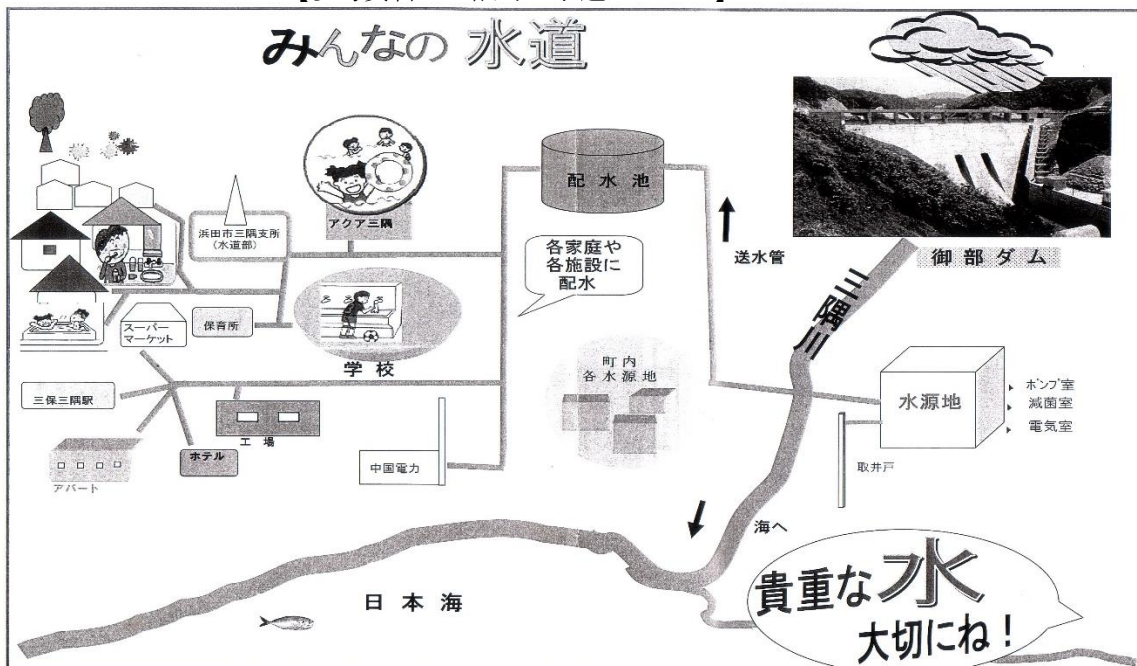 みんなの 水道
配水池
アクア三隅
浜田市三隅支所
(水道部)
各家庭や
各施設に
配水
送水管
御部ダム
三隅川
スーパー
マーケット
保育所
学校
町内
各水源地
水源地
ポンプ室
滅菌室
電気室
三保三隅駅
工場
ホテル
中国電力
取井戸
アパート
海へ
日本海
貴重な水
大切にね!